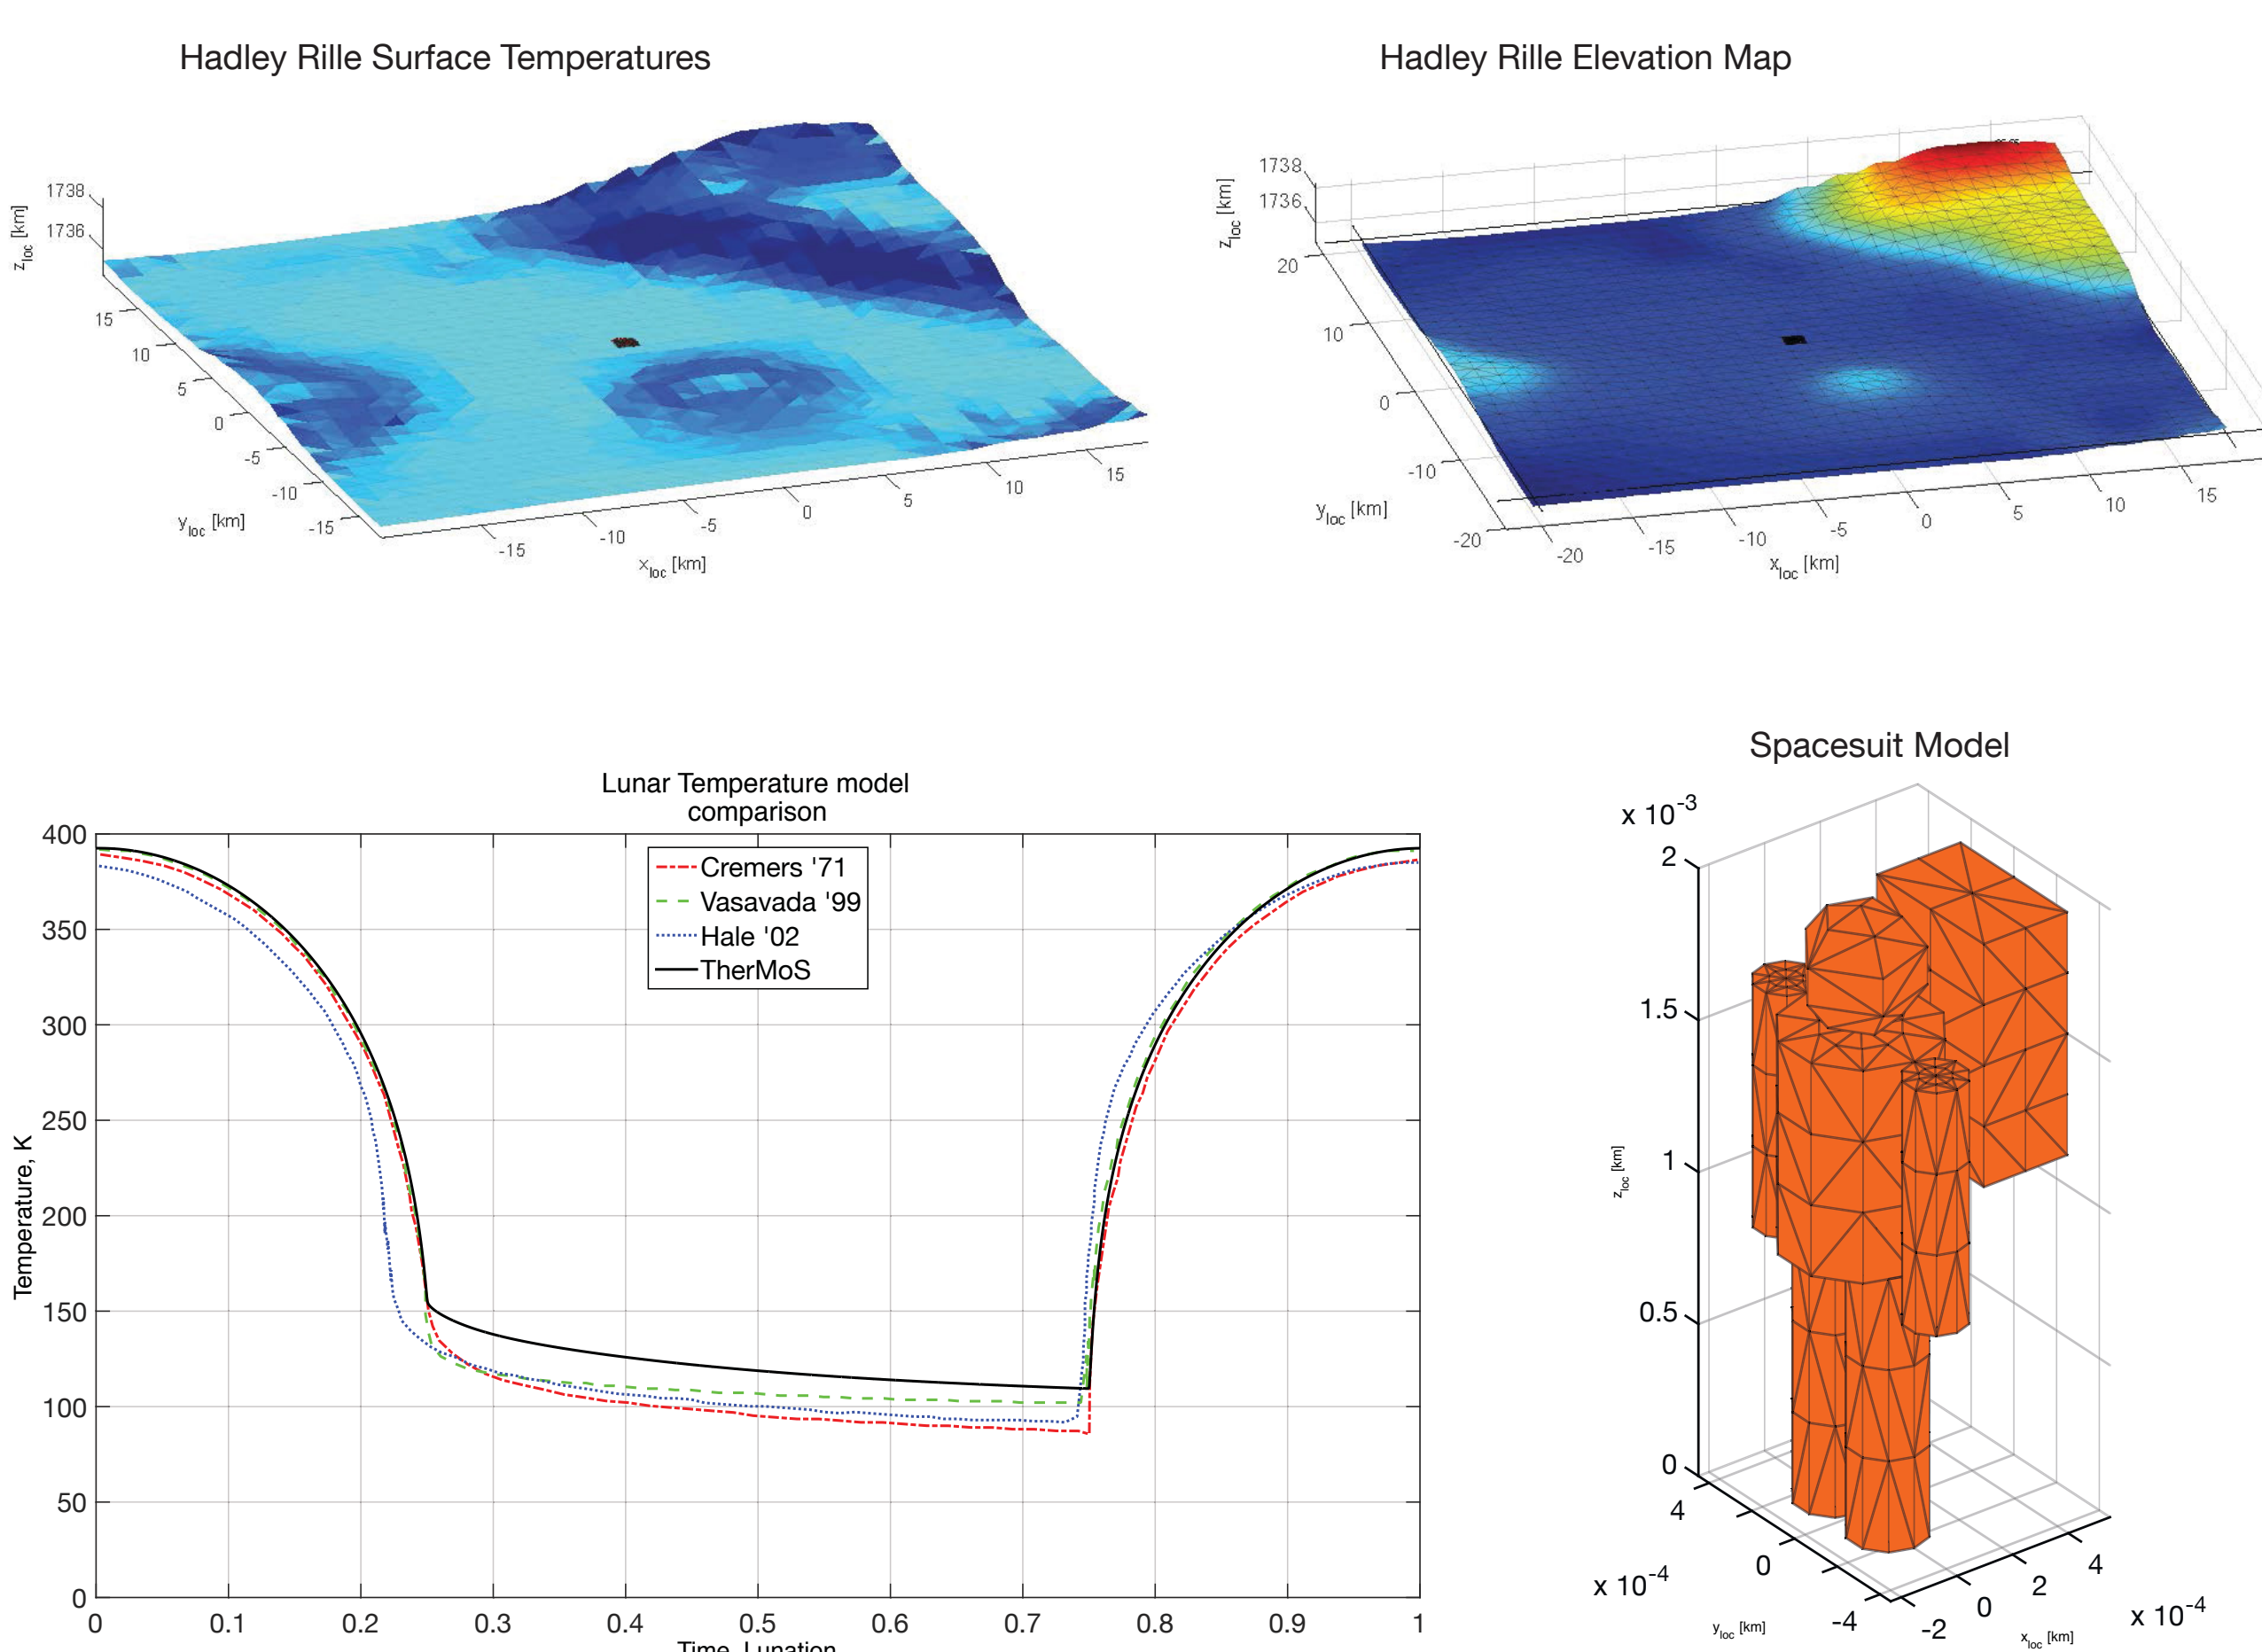 Hadley Rille Surface Temperatures
1738
1736
z_loc [km]
15
10
5
0
-5
-10
-15
y_loc [km]
-15
-10
-5
0
5
10
15
x_loc [km]
Hadley Rille Elevation Map
1738
1736
z_loc [km]
20
10
0
-10
-20
y_loc [km]
-20
-15
-10
-5
0
5
10
15
x_loc [km]
Lunar Temperature model
comparison
400
350
300
250
200
150
100
50
0
Temperature, K
Cremers '71
Vasavada '99
Hale '02
TherMoS
0 0.1 0.2 0.3 0.4 0.5 0.6 0.7 0.8 0.9 1
Time, Lunation
Spacesuit Model
x 10-3
2
1.5
1
0.5
0
z_loc [km]
4
0
-4
x 10-4
y_loc [km]
-2
0
2
4
x 10-4
x_loc [km]